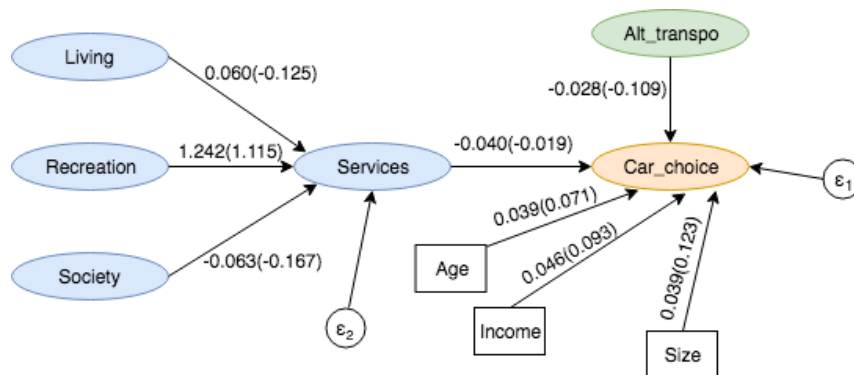 Alt_transpo
Living
0.060(-0.125)
-0.028(-0.109)
1.242(1.115)
-0.040(-0.019)
Recreation
Services
Car_choice
ε1
0.039(0.071)
0.046(0.093)
0.039(0.123)
-0.063(-0.167)
Society
Age
ε2
Income
Size